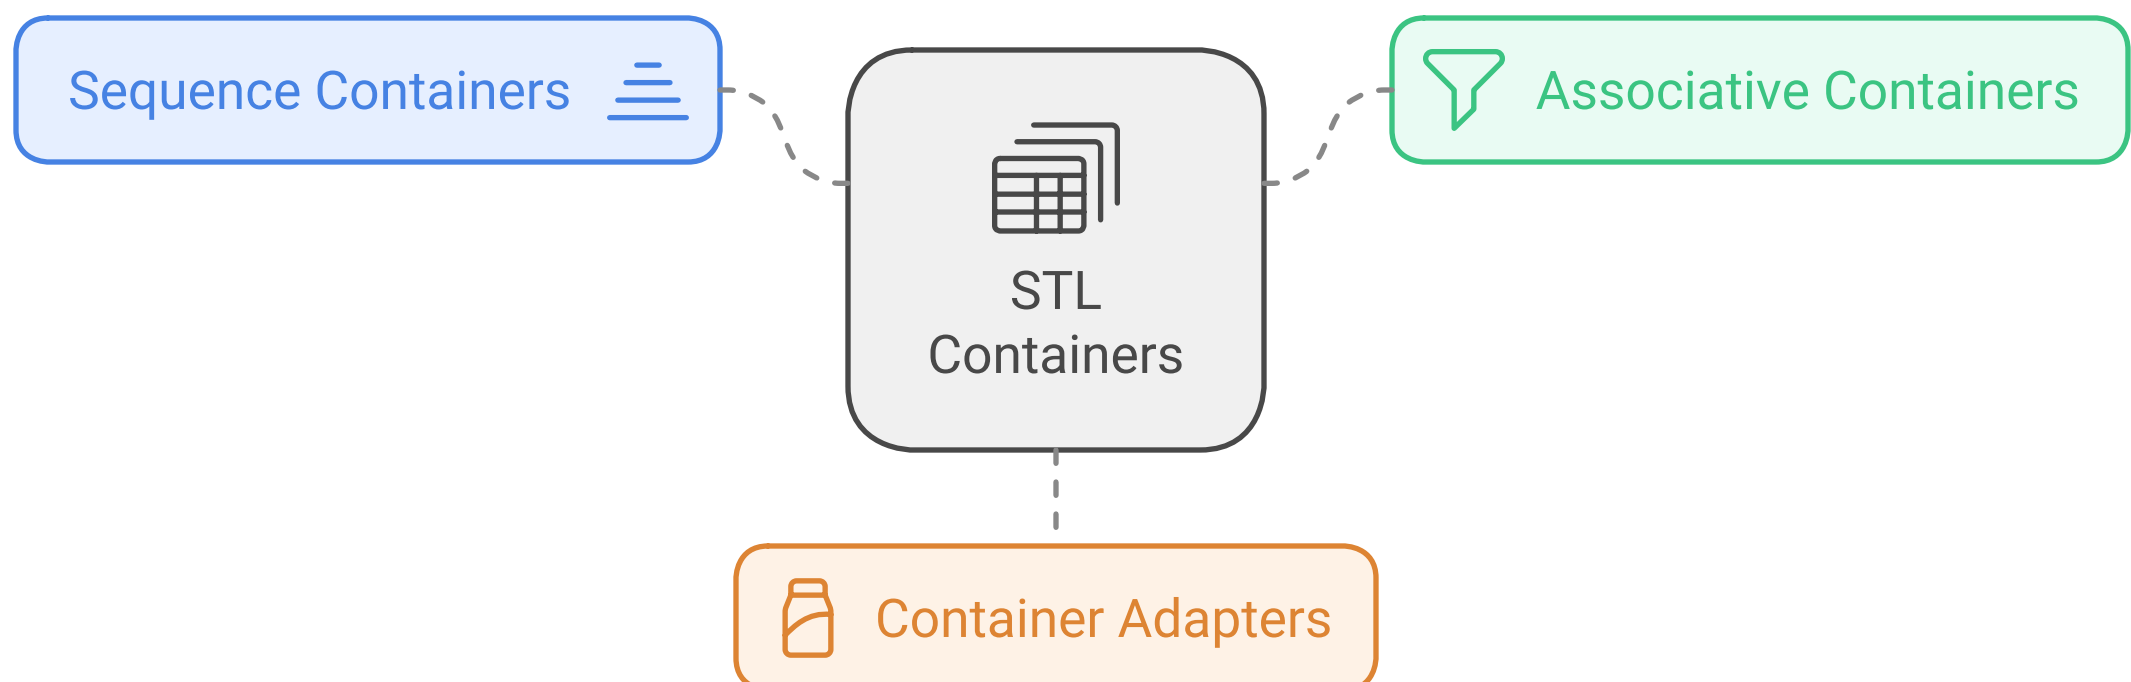 Sequence Containers
Associative Containers
STL
Containers
Container Adapters